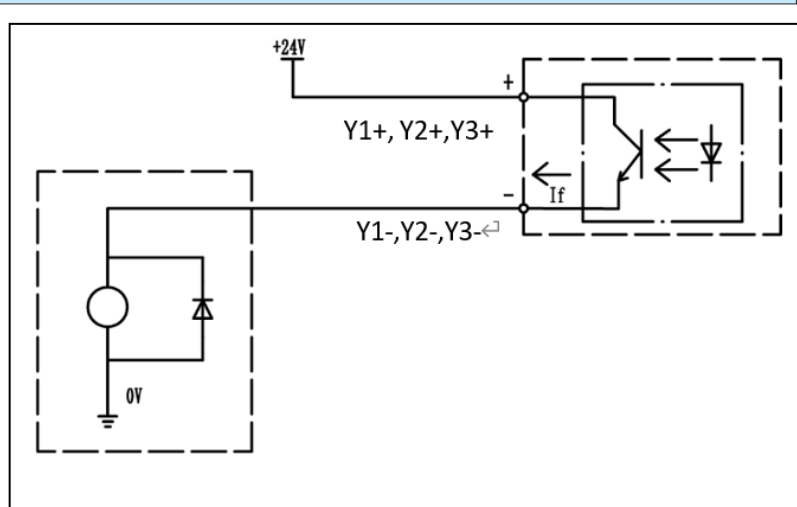 +24V
+
Y1+, Y2+,Y3+
-
If
Y1-,Y2-,Y3-↵
0V